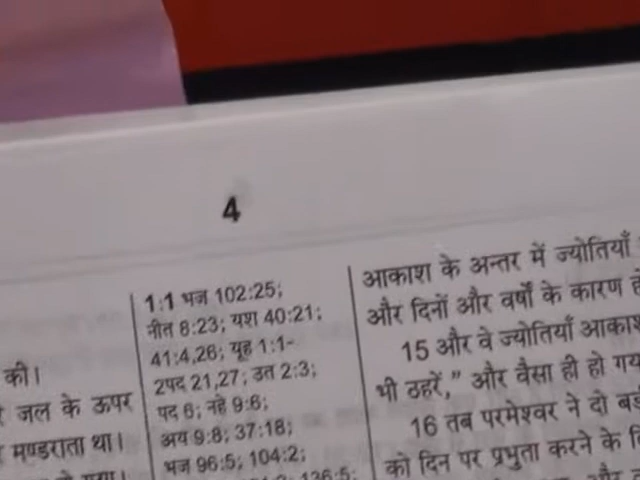 4
की।
जल के ऊपर
मण्डराता था।
1:1 भज 102:25;
नीत 8:23; यश 40:21;
41:4,26; यूह 1:1-
2पद 21,27; उत 2:3;
पद 6; नहे 9:6;
अय 9:8; 37:18;
भज 96:5; 104:2;
136:5;
आकाश के अन्तर में ज्योतियाँ
और दिनों और वर्षों के कारण
15 और वे ज्योतियाँ
भी ठहरें,” और वैसा ही हो
16 तब परमेश्वर ने दो
को दिन पर प्रभुता करने के